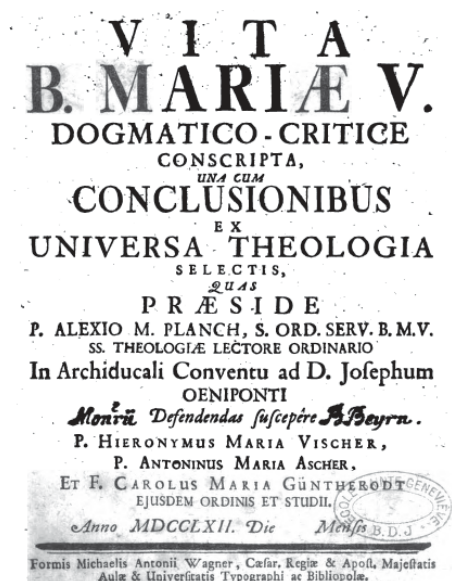 VITA
B. MARIÆ V.
DOGMATICO-CRITICE
CONSCRIPTA,
UNA CUM
CONCLUSIONIBUS
EX
UNIVERSA THEOLOGIA
SELECTIS,
QUAS
PRÆSIDE
P. ALEXIO M. PLANCH, S. ORD. SERV. B. M. V.
SS. THEOLOGIÆ LECTORE ORDINARIO
In Archiducali Conventu ad D. Joſephum
OENIPONTI
Defendendas ſuſcepêre
P. HIERONYMUS MARIA VISCHER,
P. ANTONINUS MARIA ASCHER,
ET F. CAROLUS MARIA GÜNTHERODT
EJUSDEM ORDINIS ET STUDII.
Anno MDCCLXII. Die Menſis
B.D.J
Formis Michaelis Antonii Wagner, Cæſar. Regiæ & Apoſt. Majeſtatis
Aulæ & Univerſitatis Typographi ac Bibliopolæ.